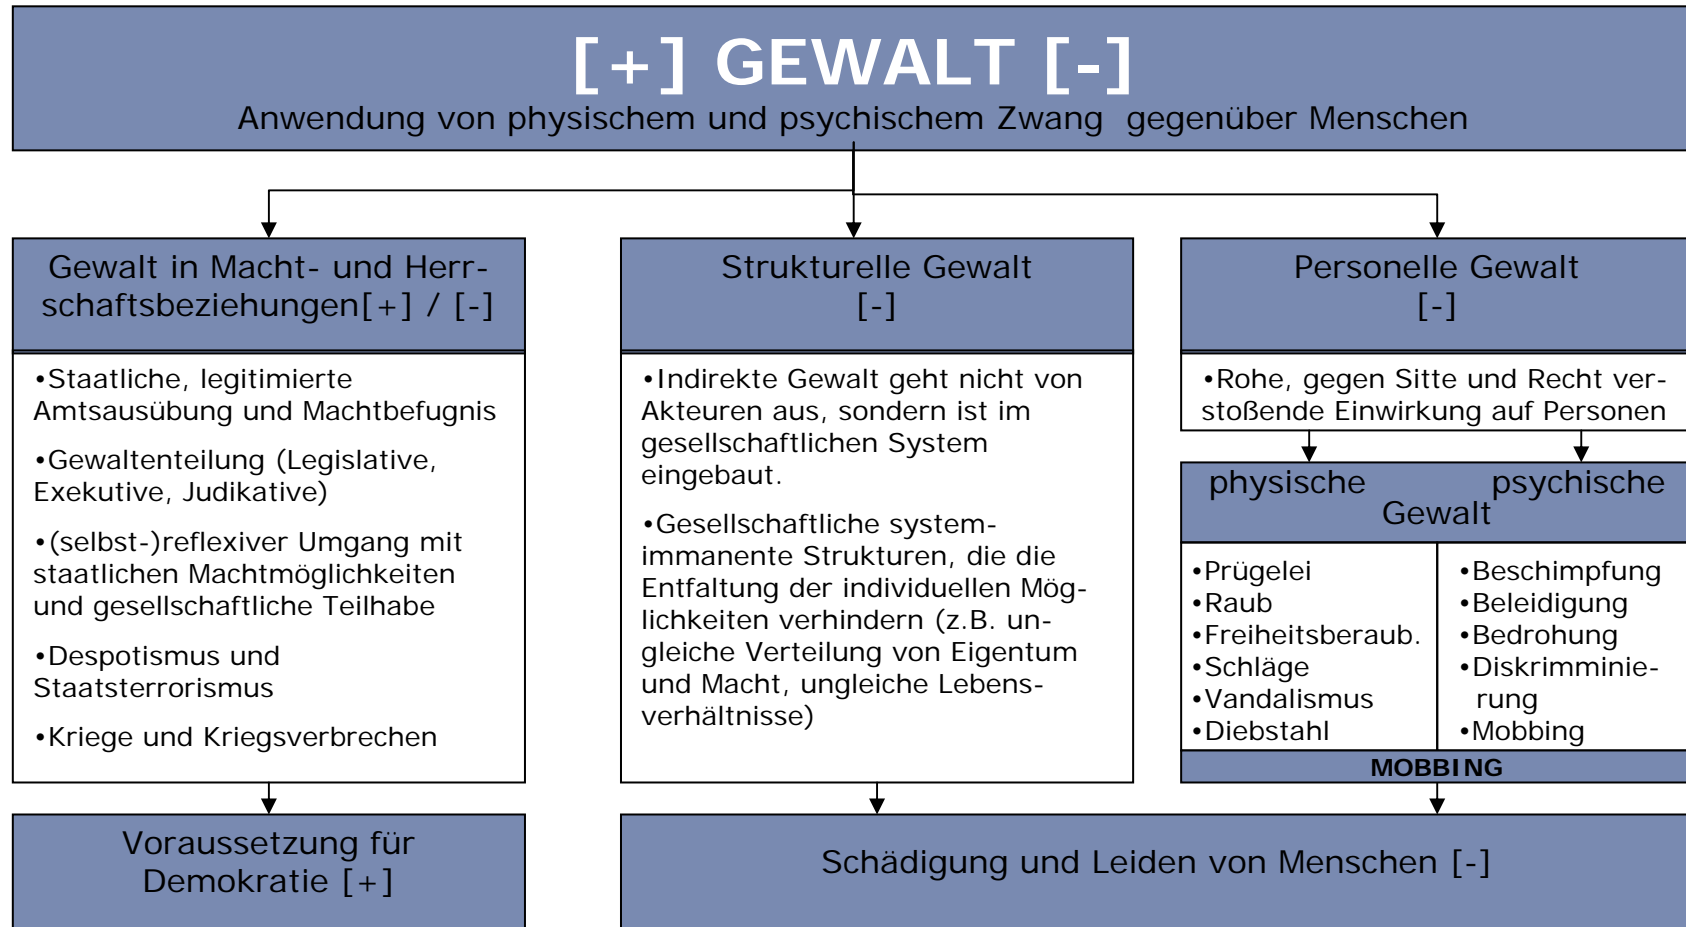 [+] GEWALT [-]
Anwendung von physischem und psychischem Zwang gegenüber Menschen
Gewalt in Macht- und Herr-
schaftsbeziehungen[+] / [-]
•Staatliche, legitimierte
Amtsausübung und Machtbefugnis
•Gewaltenteilung (Legislative,
Exekutive, Judikative)
•(selbst-)reflexiver Umgang mit
staatlichen Machtmöglichkeiten
und gesellschaftliche Teilhabe
•Despotismus und
Staatsterrorismus
•Kriege und Kriegsverbrechen
Voraussetzung für
Demokratie [+]
Strukturelle Gewalt
[-]
•Indirekte Gewalt geht nicht von
Akteuren aus, sondern ist im
gesellschaftlichen System
eingebaut.
•Gesellschaftliche system-
immanente Strukturen, die die
Entfaltung der individuellen Mög-
lichkeiten verhindern (z.B. un-
gleiche Verteilung von Eigentum
und Macht, ungleiche Lebens-
verhältnisse)
Personelle Gewalt
[-]
•Rohe, gegen Sitte und Recht ver-
stoßende Einwirkung auf Personen
physische psychische
Gewalt
•Prügelei
•Raub
•Freiheitsberaub.
•Schläge
•Vandalismus
•Diebstahl
•Beschimpfung
•Beleidigung
•Bedrohung
•Diskrimminie-
rung
•Mobbing
MOBBING
Schädigung und Leiden von Menschen [-]